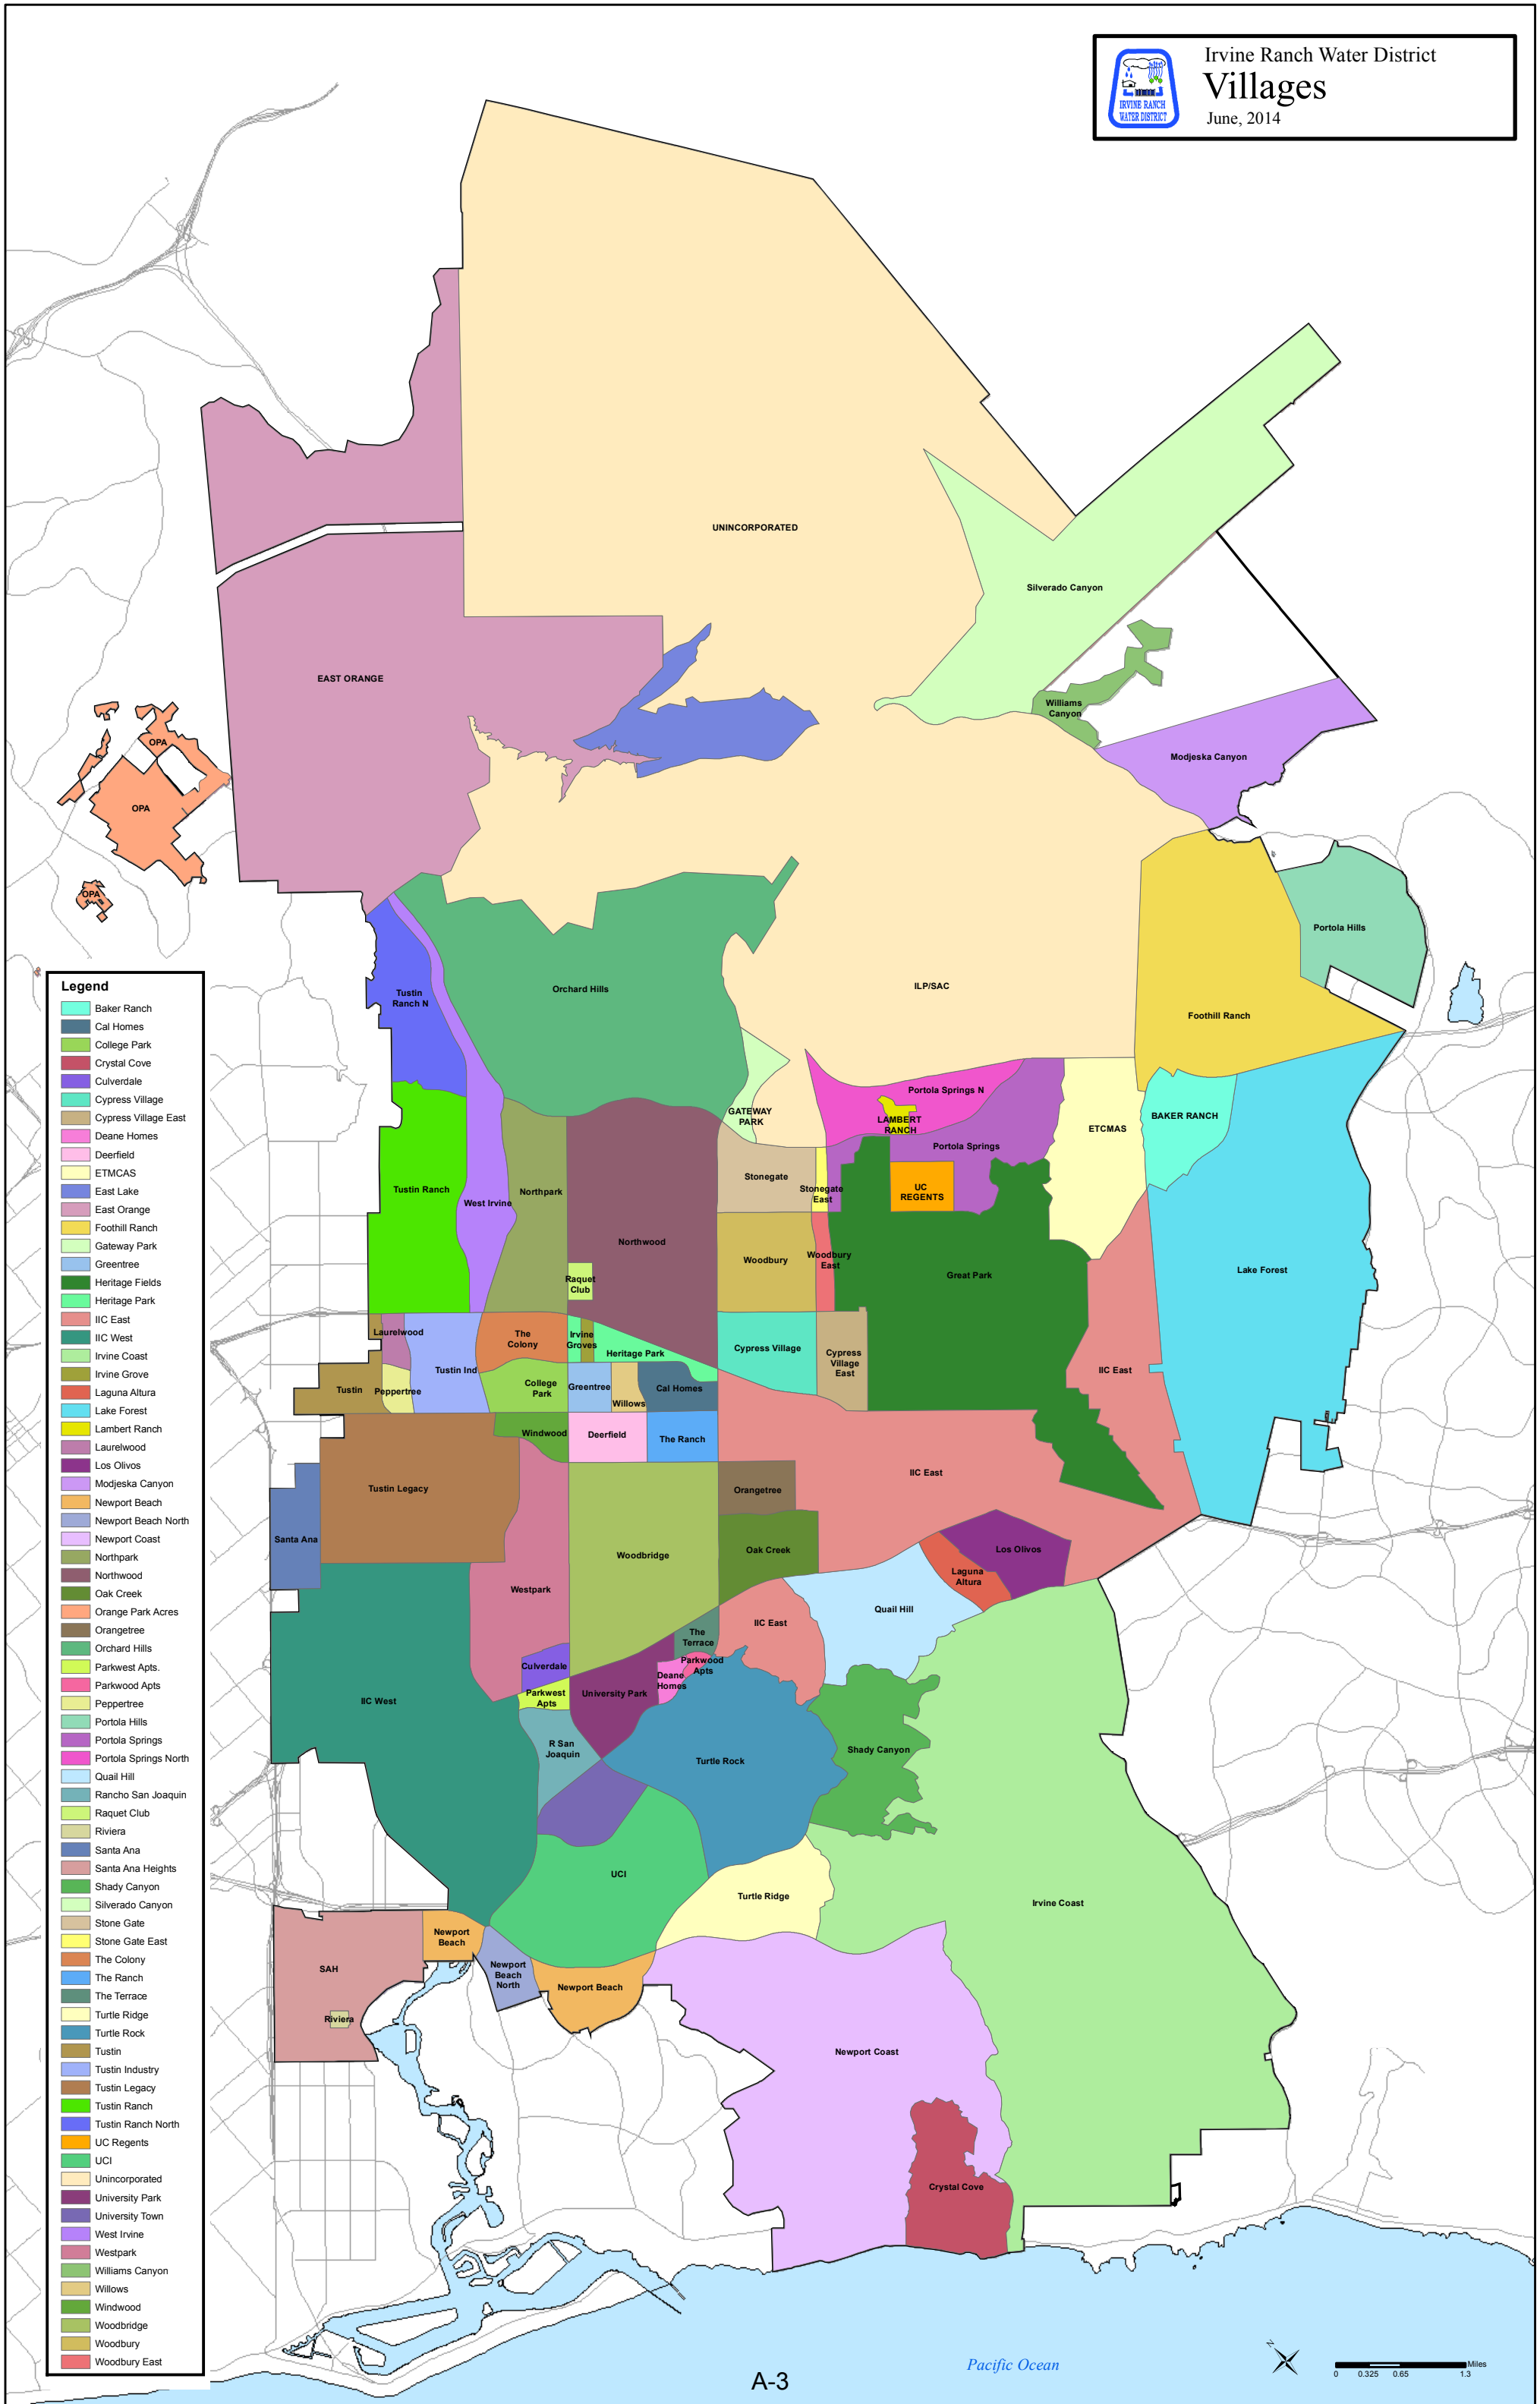 Irvine Ranch Water District
Villages
June, 2014
IRVINE RANCH
WATER DISTRICT
UNINCORPORATED
Silverado Canyon
EAST ORANGE
Williams
Canyon
OPA
Modjeska Canyon
OPA
OPA
Portola Hills
Orchard Hills
ILP/SAC
Tustin
Ranch N
Foothill Ranch
Portola Springs N
GATEWAY
PARK
LAMBERT
RANCH
BAKER RANCH
ETCMAS
Portola Springs
Stonegate
Tustin Ranch
Northpark
Stonegate
East
UC
REGENTS
West Irvine
Northwood
Woodbury
Woodbury
East
Great Park
Lake Forest
Raquet
Club
Laurelwood
The
Colony
Irvine
Groves
Heritage Park
Cypress Village
Cypress
Village
East
Tustin Ind
IIC East
Tustin
Peppertree
College
Park
Greentree
Willows
Cal Homes
Windwood
Deerfield
The Ranch
IIC East
Tustin Legacy
Orangetree
Santa Ana
Woodbridge
Oak Creek
Los Olivos
Laguna
Altura
Westpark
Quail Hill
IIC East
The
Terrace
Culverdale
Parkwood
Apts
Deane
Homes
University Park
Parkwest
Apts
IIC West
R San
Joaquin
Turtle Rock
Shady Canyon
UCI
Turtle Ridge
Irvine Coast
Newport
Beach
SAH
Newport
Beach
North
Newport Beach
Riviera
Newport Coast
Crystal Cove
Legend
Baker Ranch
Cal Homes
College Park
Crystal Cove
Culverdale
Cypress Village
Cypress Village East
Deane Homes
Deerfield
ETMCAS
East Lake
East Orange
Foothill Ranch
Gateway Park
Greentree
Heritage Fields
Heritage Park
IIC East
IIC West
Irvine Coast
Irvine Grove
Laguna Altura
Lake Forest
Lambert Ranch
Laurelwood
Los Olivos
Modjeska Canyon
Newport Beach
Newport Beach North
Newport Coast
Northpark
Northwood
Oak Creek
Orange Park Acres
Orangetree
Orchard Hills
Parkwest Apts.
Parkwood Apts
Peppertree
Portola Hills
Portola Springs
Portola Springs North
Quail Hill
Rancho San Joaquin
Raquet Club
Riviera
Santa Ana
Santa Ana Heights
Shady Canyon
Silverado Canyon
Stone Gate
Stone Gate East
The Colony
The Ranch
The Terrace
Turtle Ridge
Turtle Rock
Tustin
Tustin Industry
Tustin Legacy
Tustin Ranch
Tustin Ranch North
UC Regents
UCI
Unincorporated
University Park
University Town
West Irvine
Westpark
Williams Canyon
Willows
Windwood
Woodbridge
Woodbury
Woodbury East
Pacific Ocean
A-3
N
Miles
0 0.325 0.65 1.3